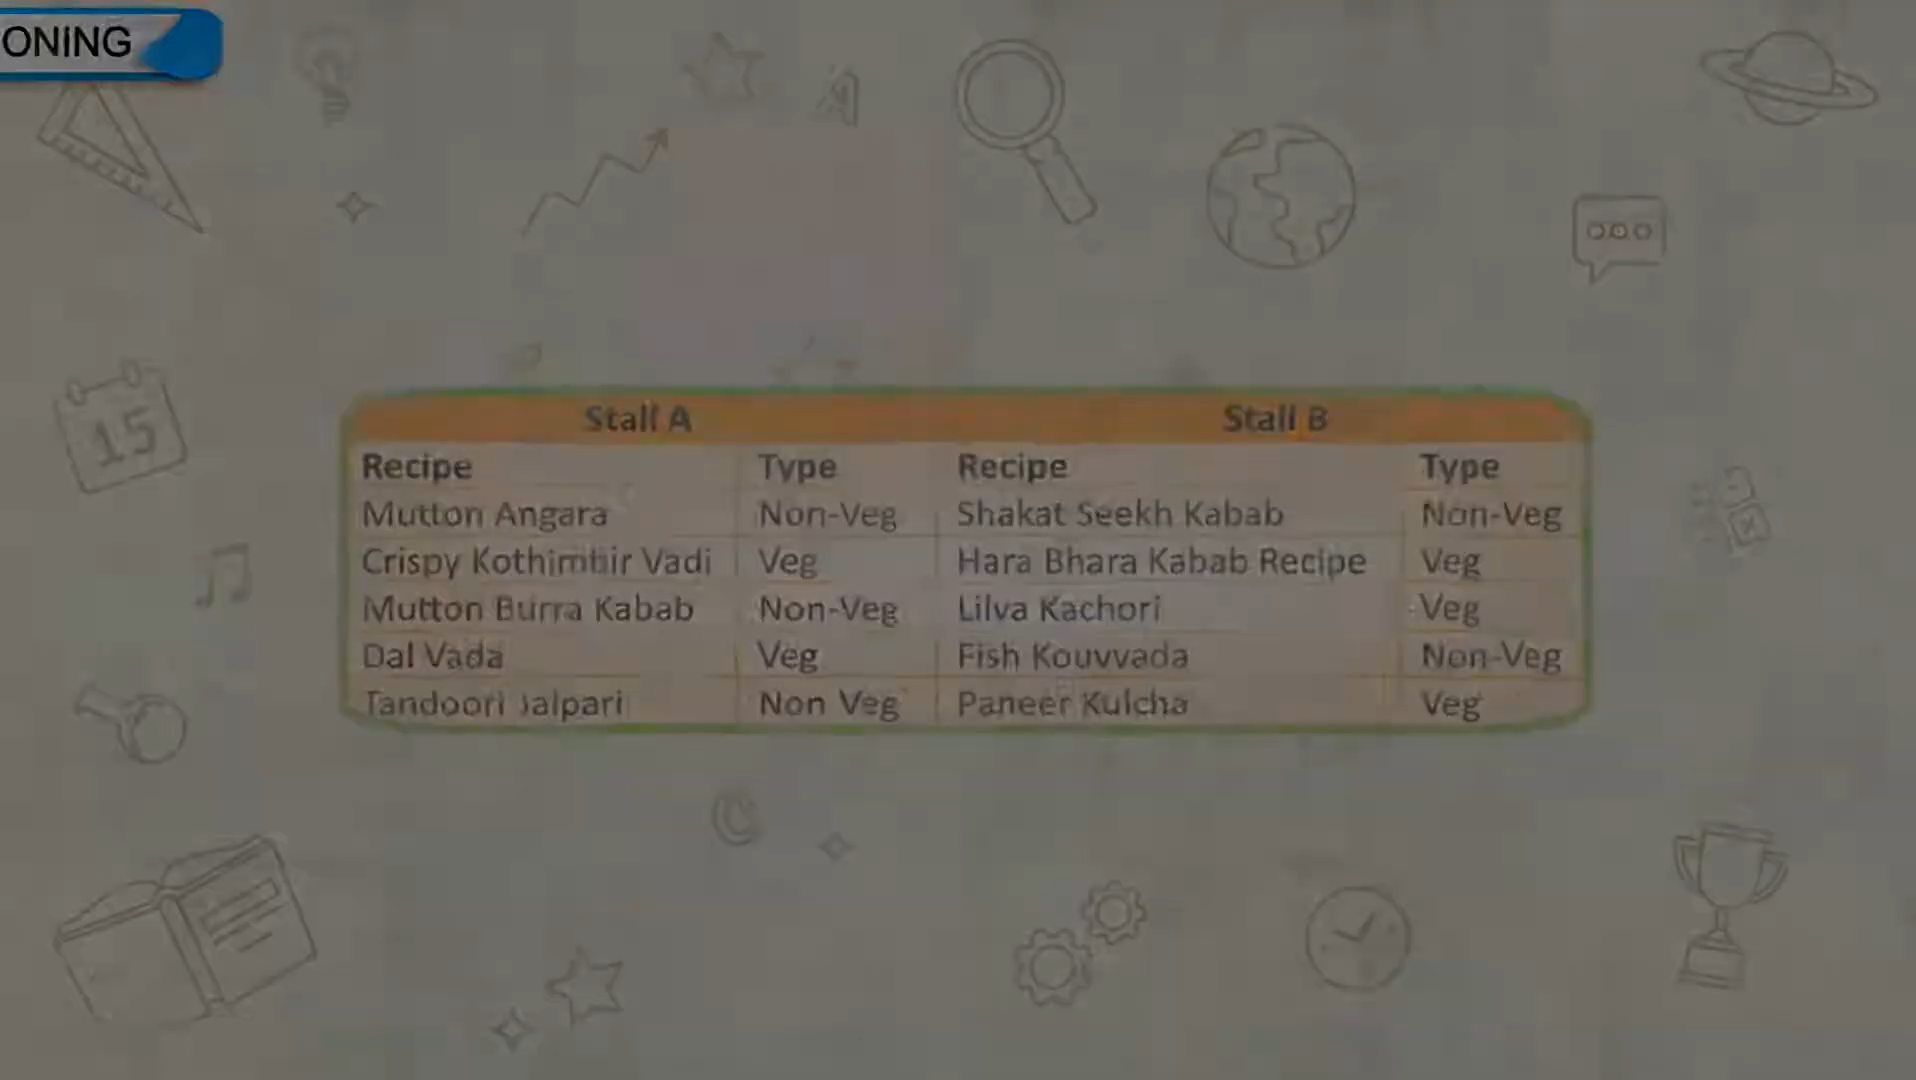 ONING
Stall A Stall B
Recipe Type Recipe Type
Mutton Angara Non-Veg Shakat Seekh Kabab Non-Veg
Crispy Kothimbir Vadi Veg Hara Bhara Kabab Recipe Veg
Mutton Burra Kabab Non-Veg Lilva Kachori Veg
Dal Vada Veg Fish Kouvvada Non-Veg
Tandoori Jalpari Non Veg Paneer Kulcha Veg
15